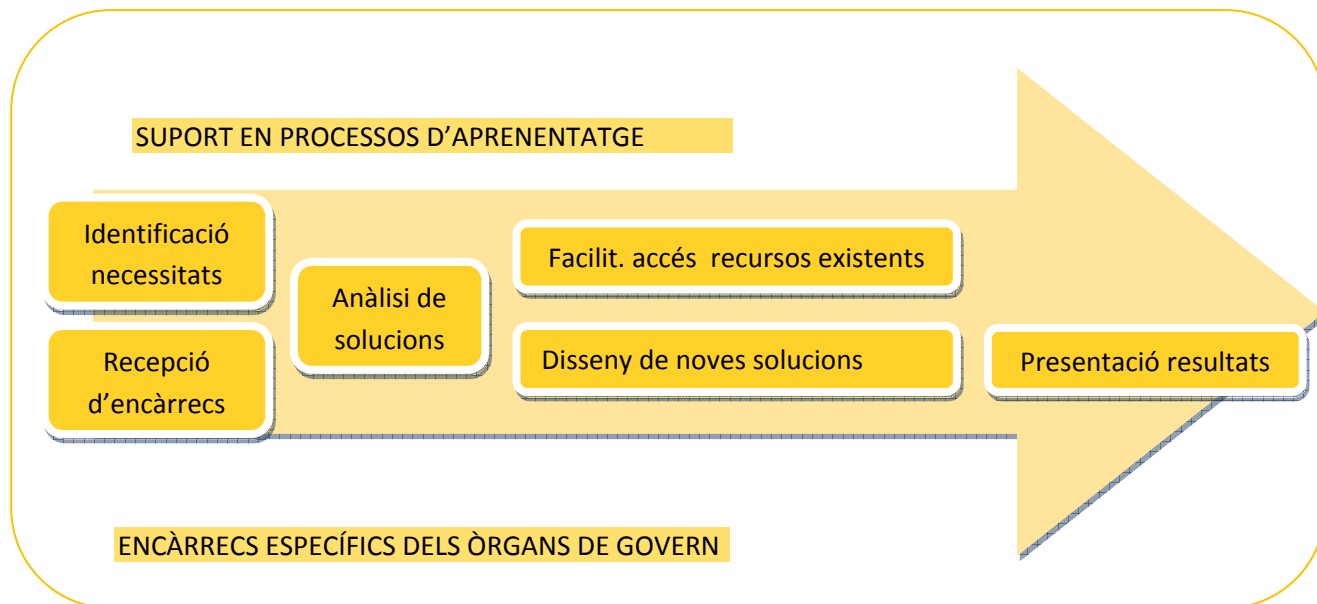 SUPORT EN PROCESSOS D’APRENENTATGE
Identificació
necessitats
Recepció
d’encàrrecs
Anàlisi de
solucions
Facilit. accés recursos existents
Disseny de noves solucions
Presentació resultats
ENCÀRRECS ESPECÍFICS DELS ÒRGANS DE GOVERN